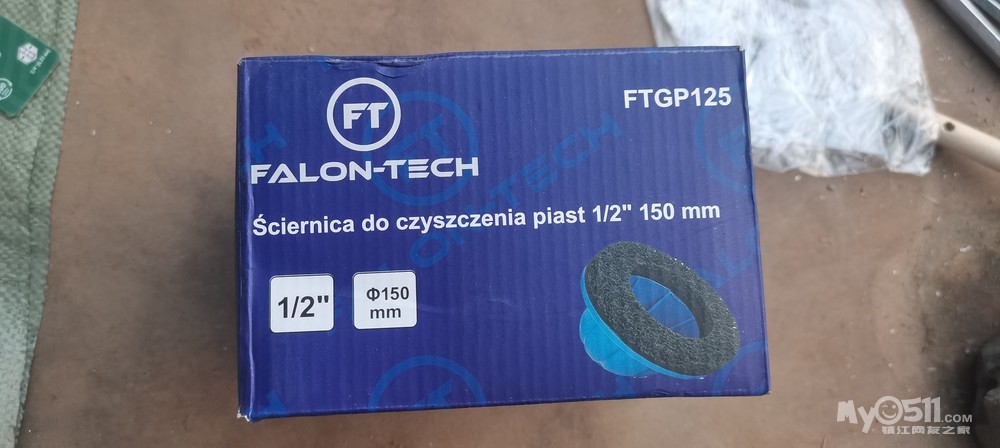 FT
FALON-TECH
FTGP125
Ściernica do czyszczenia piast 1/2" 150 mm
1/2"
Φ150
mm
My0511.COM
镇江网友之家